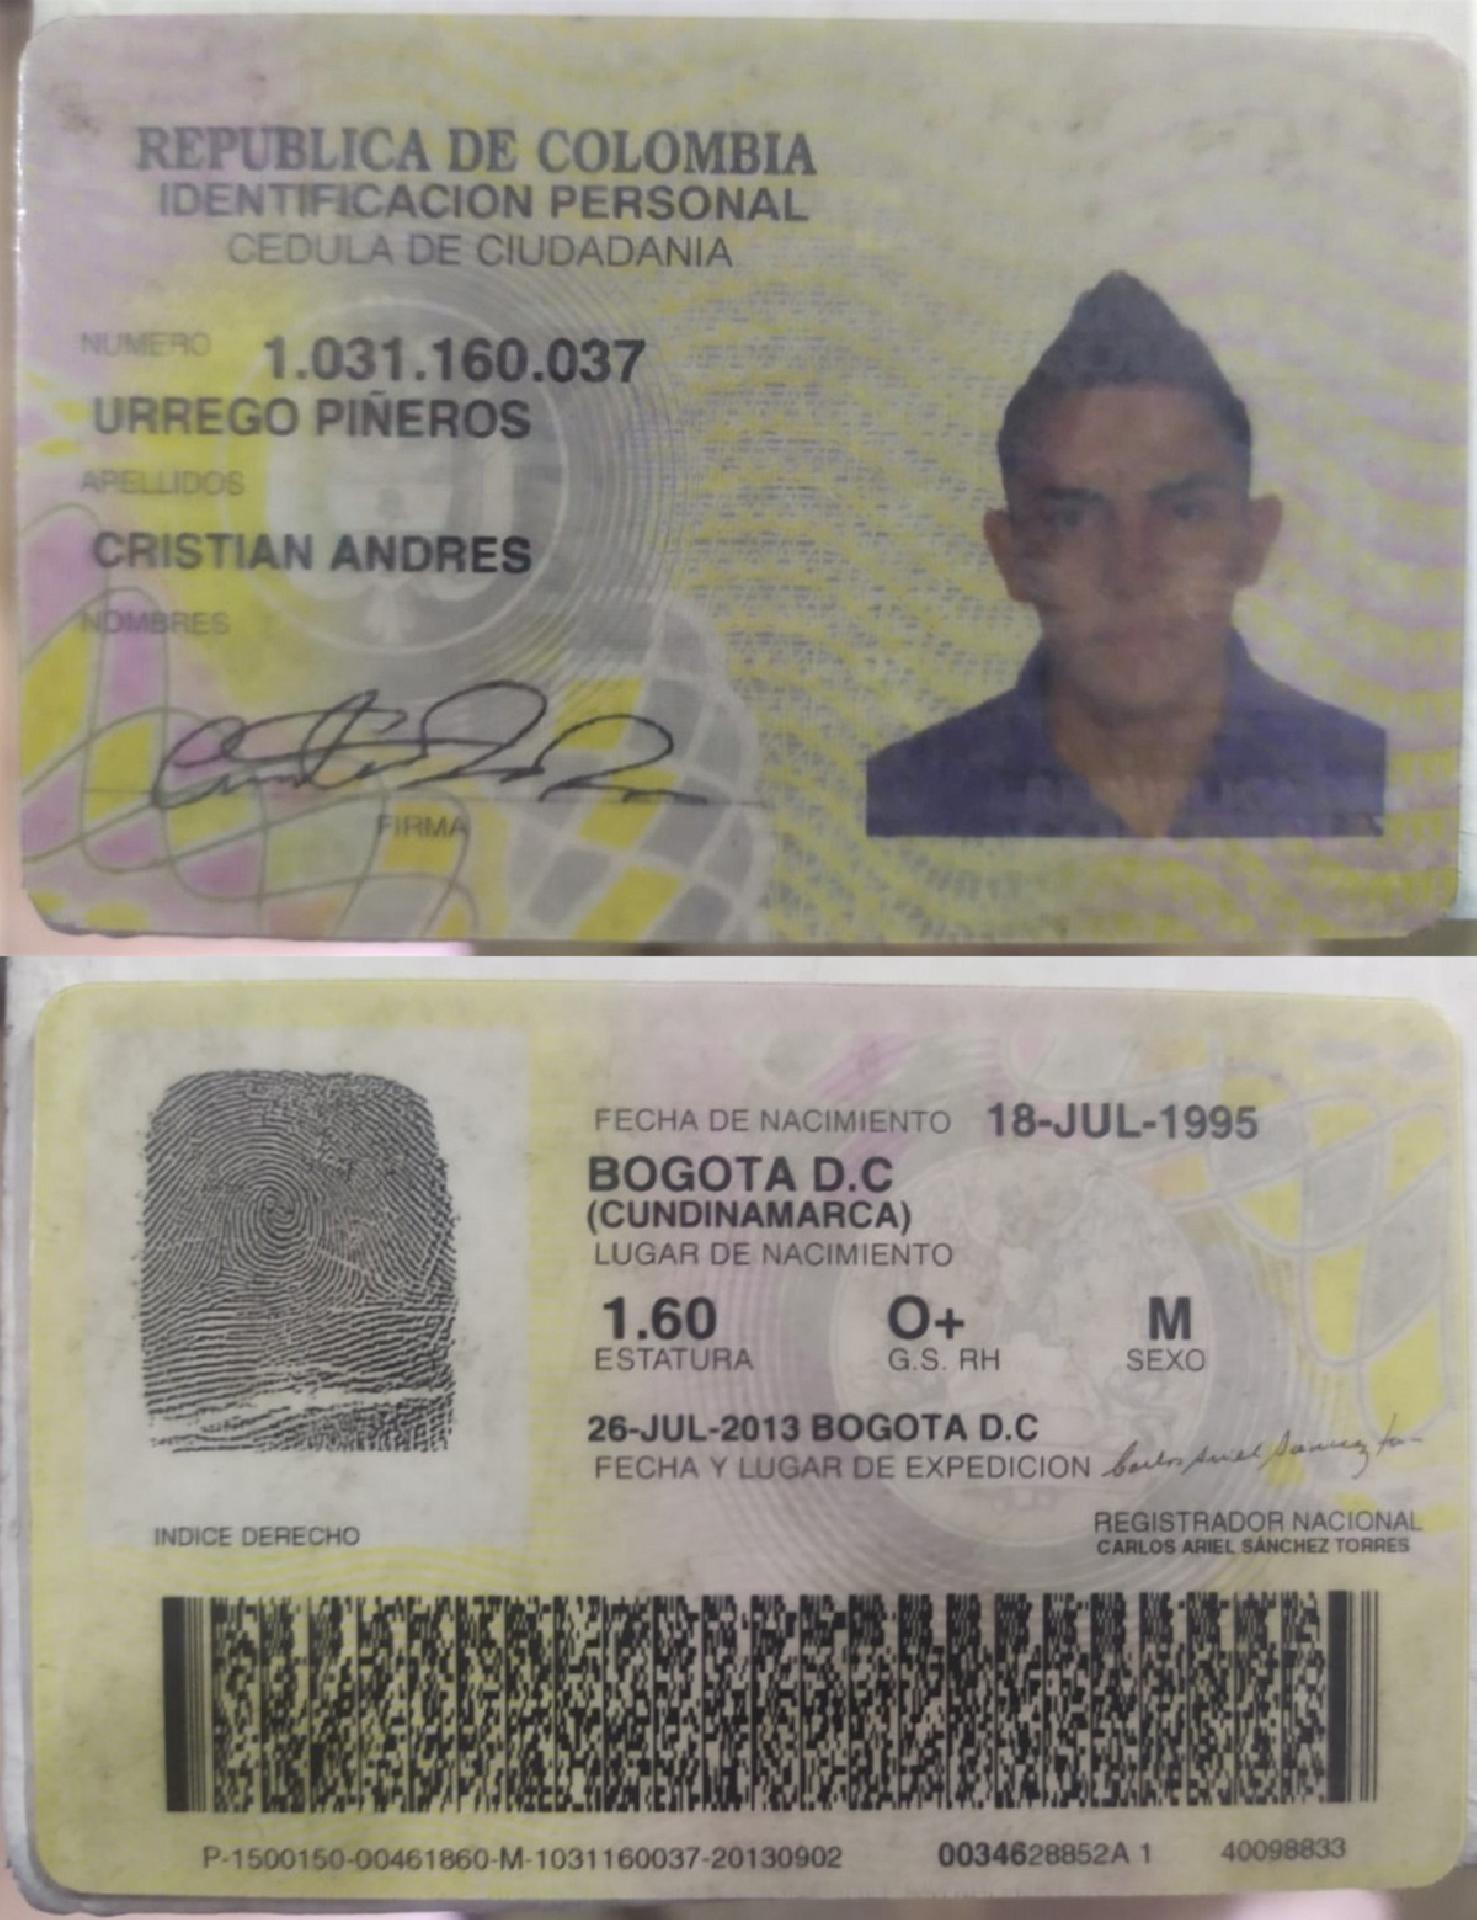 REPUBLICA DE COLOMBIA
IDENTIFICACION PERSONAL
CEDULA DE CIUDADANIA
NUMERO 1.031.160.037
URREGO PIÑEROS
APELLIDOS
CRISTIAN ANDRES
NOMBRES
FIRMA
FECHA DE NACIMIENTO 18-JUL-1995
BOGOTA D.C
(CUNDINAMARCA)
LUGAR DE NACIMIENTO
1.60 O+ M
ESTATURA G.S. RH SEXO
26-JUL-2013 BOGOTA D.C
FECHA Y LUGAR DE EXPEDICION
INDICE DERECHO
REGISTRADOR NACIONAL
CARLOS ARIEL SÁNCHEZ TORRES
P-1500150-00461860-M-1031160037-20130902 0034628852A 1 40098833